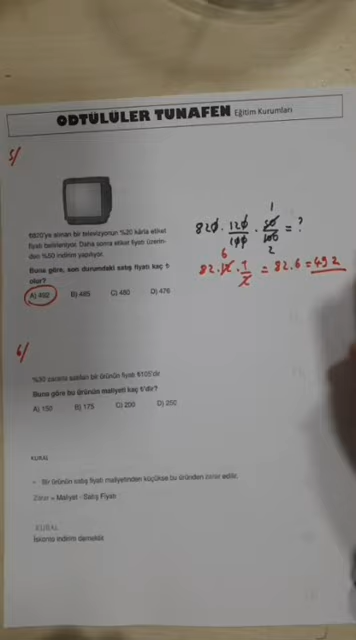 ODTÜLÜLER TUNAFEN Eğitim Kurumları
5/
₺820'ye alınan bir televizyonun %20 kârla etiket
fiyatı belirleniyor. Daha sonra etiket fiyatı üzerin-
den %50 indirim yapılıyor.
Buna göre, son durumdaki satış fiyatı kaç ₺
olur?
A) 492 B) 485 C) 480 D) 476
820 · 120/100 · 50/100 = ?
1
2
6
82 · 12 · 1/2 = 82.6 = 492
6/
%30 zararla satılan bir ürünün fiyatı ₺105'dir.
Buna göre bu ürünün maliyeti kaç ₺'dir?
A) 150 B) 175 C) 200 D) 250
KURAL
– Bir ürünün satış fiyatı maliyetinden küçükse bu üründen zarar edilir.
Zarar = Maliyet - Satış Fiyatı
KURAL
İskonto indirim demektir.